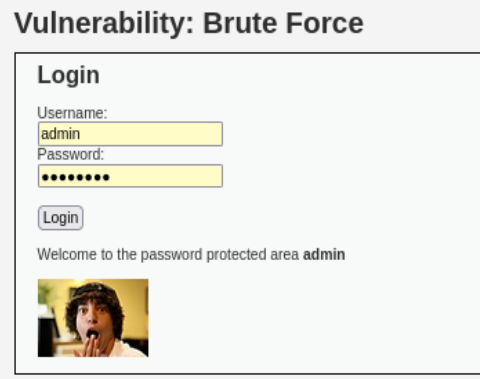 Vulnerability: Brute Force
Login
Username:
admin
Password:
••••••••
Login
Welcome to the password protected area admin